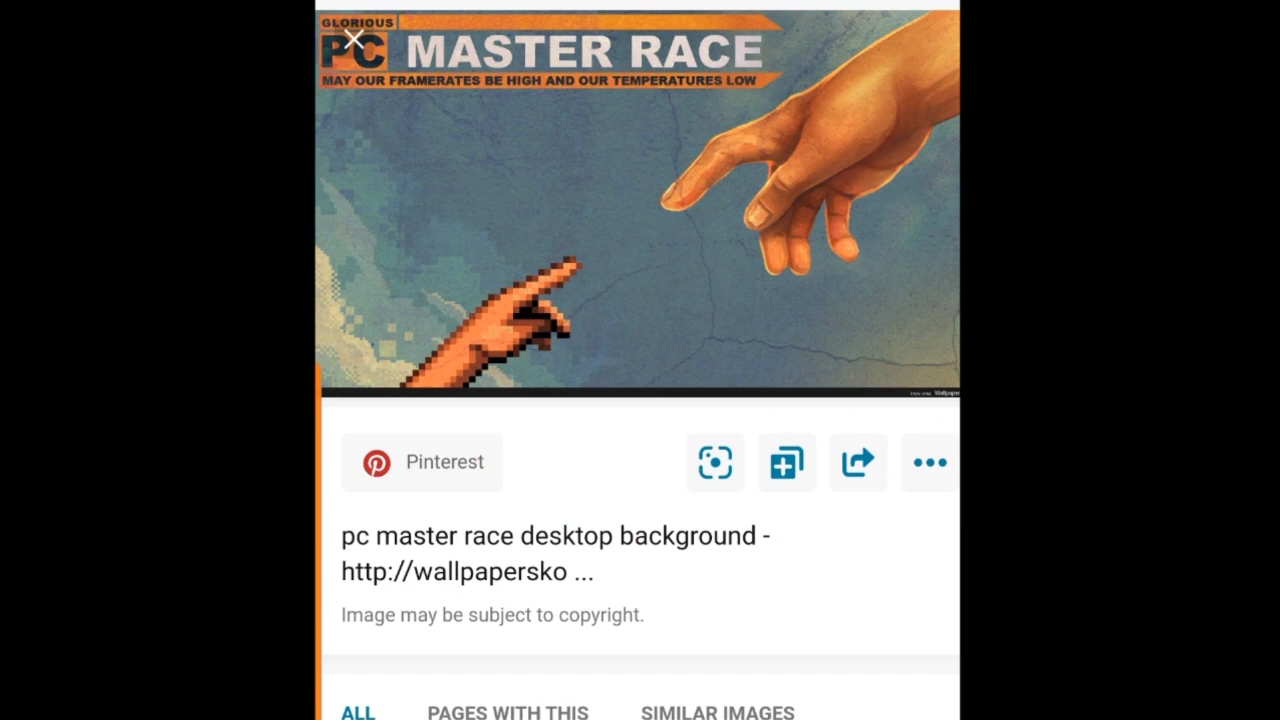 GLORIOUS
PC MASTER RACE
MAY OUR FRAMERATES BE HIGH AND OUR TEMPERATURES LOW
Pinterest
pc master race desktop background -
http://wallpapersko ...
Image may be subject to copyright.
ALL PAGES WITH THIS SIMILAR IMAGES